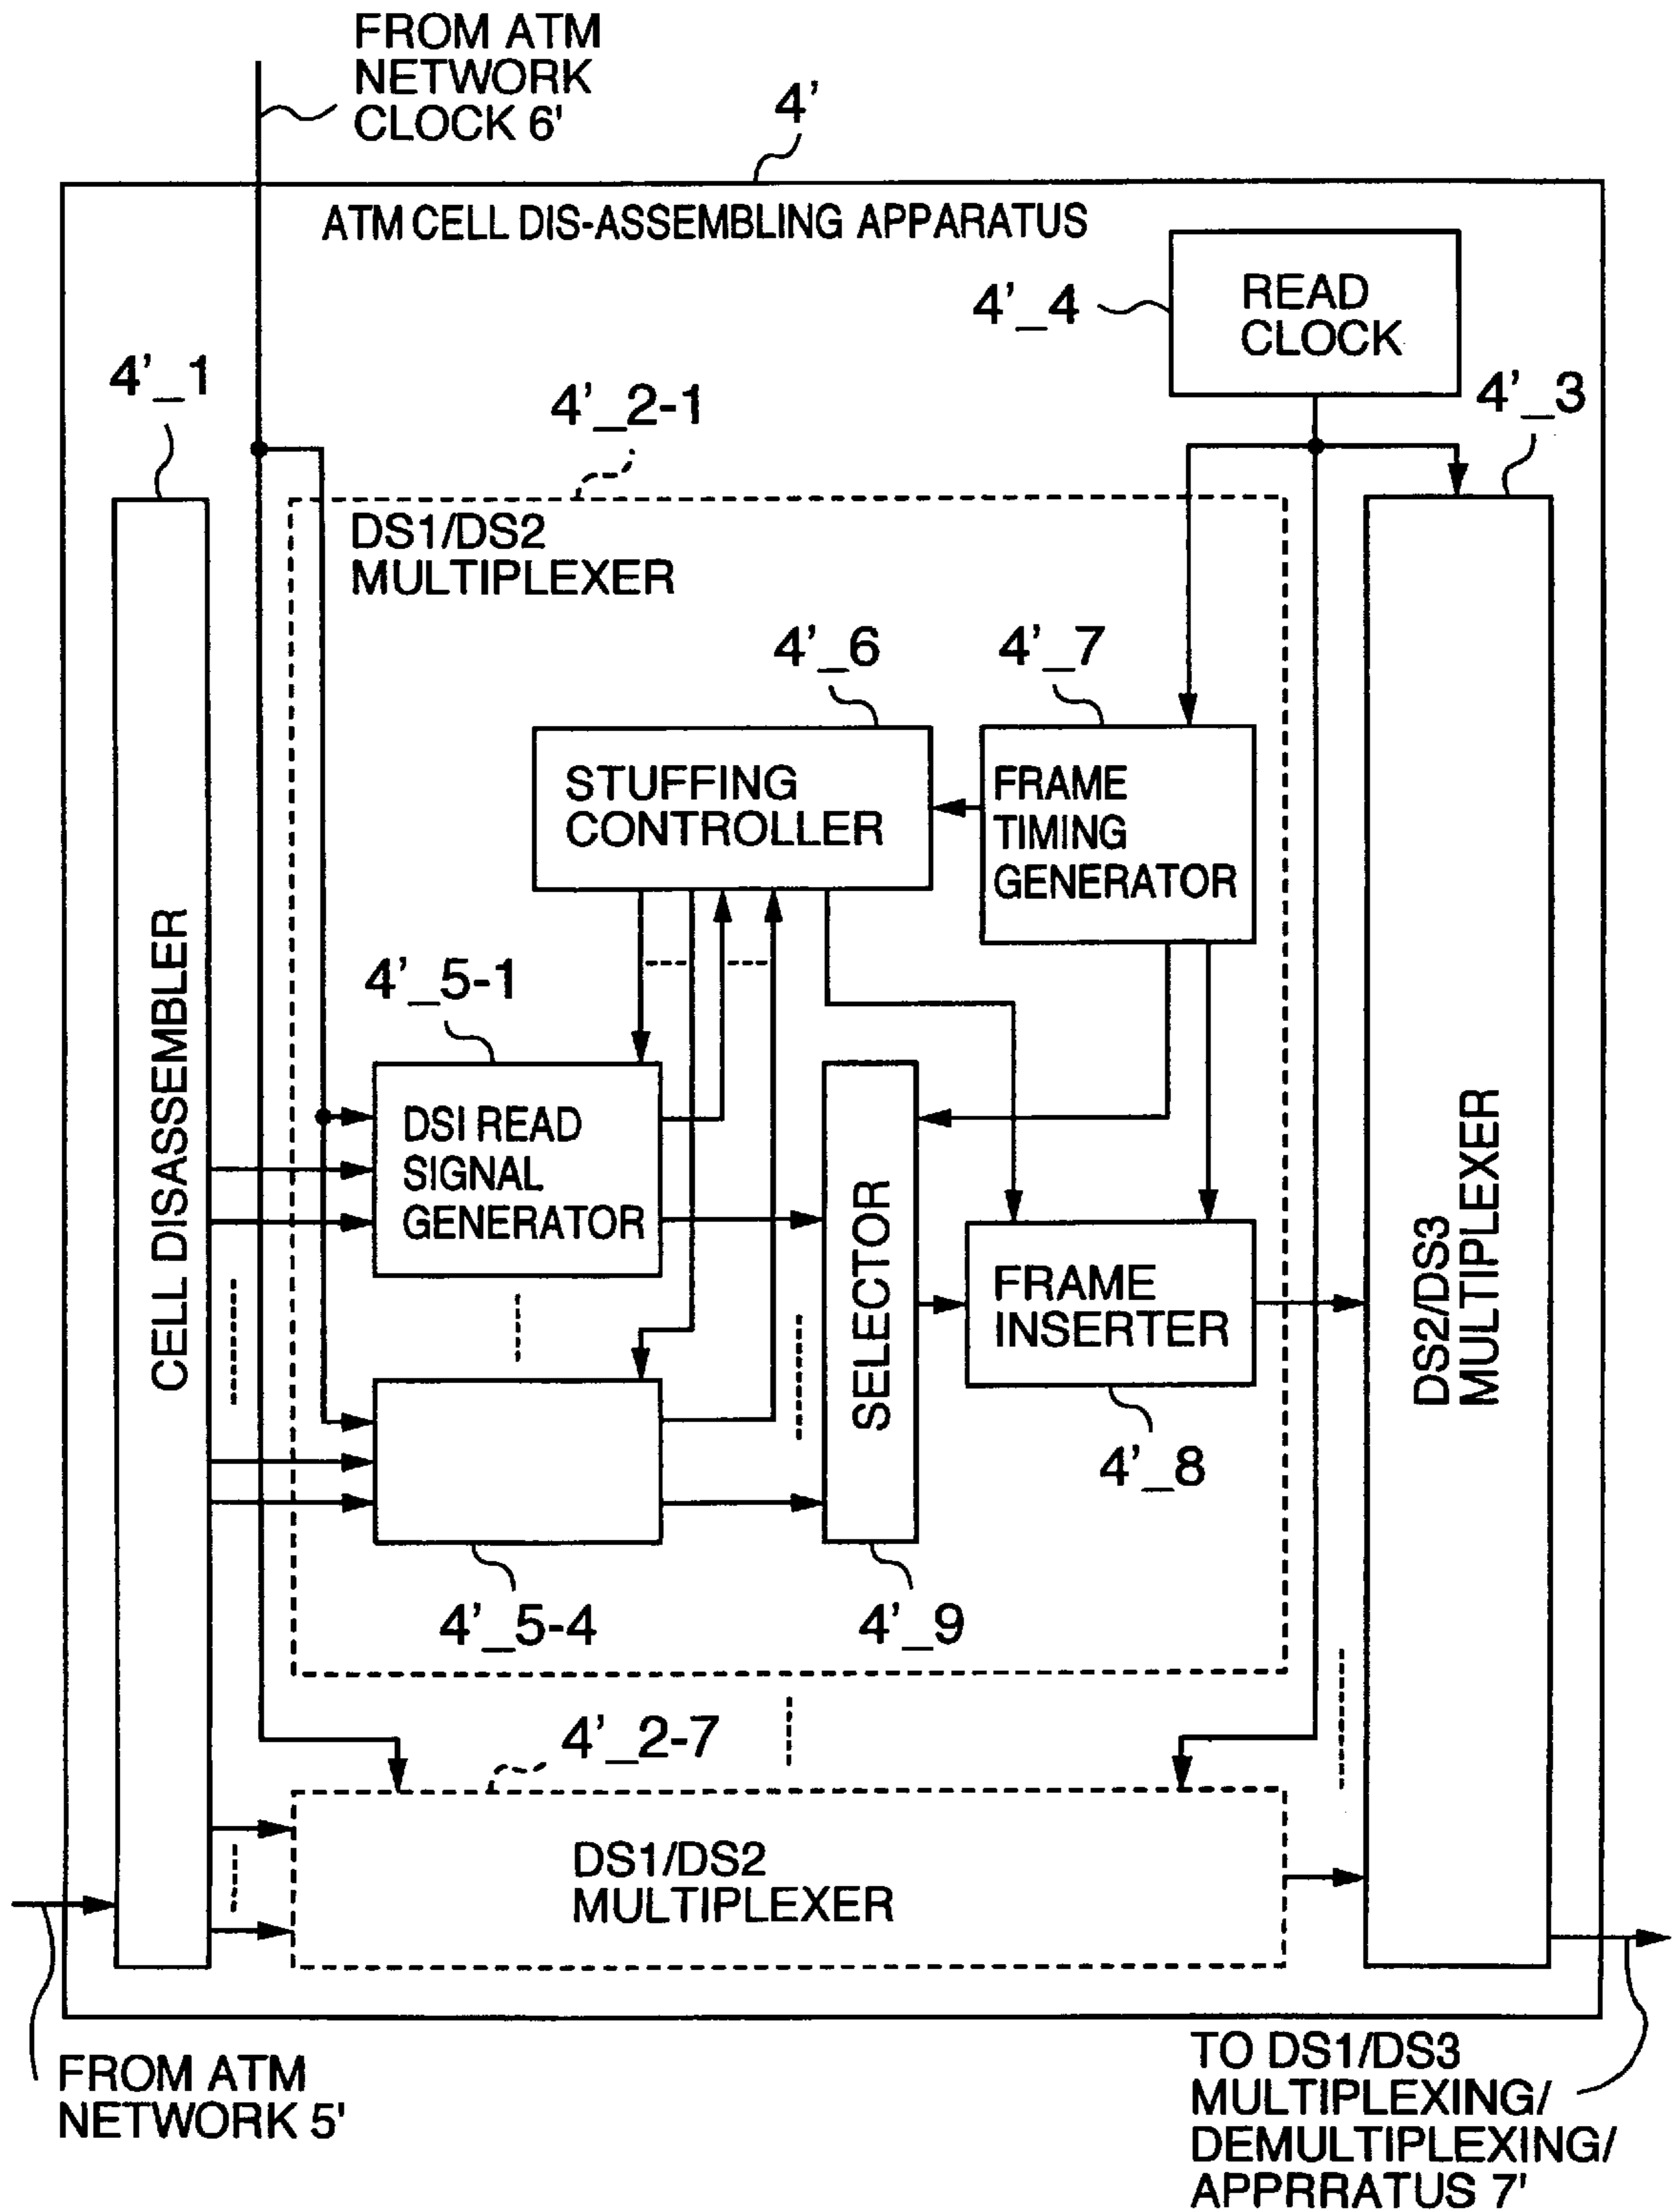 FROM ATM
NETWORK
CLOCK 6'
4'
ATM CELL DIS-ASSEMBLING APPARATUS
READ
CLOCK
4'_4
4'_1
4'_2-1
4'_3
DS1/DS2
MULTIPLEXER
4'_6
4'_7
STUFFING
CONTROLLER
FRAME
TIMING
GENERATOR
4'_5-1
CELL DISASSEMBLER
DSI READ
SIGNAL
GENERATOR
SELECTOR
FRAME
INSERTER
DS2/DS3
MULTIPLEXER
4'_8
4'_5-4
4'_9
4'_2-7
DS1/DS2
MULTIPLEXER
FROM ATM
NETWORK 5'
TO DS1/DS3
MULTIPLEXING/
DEMULTIPLEXING/
APPRRATUS 7'